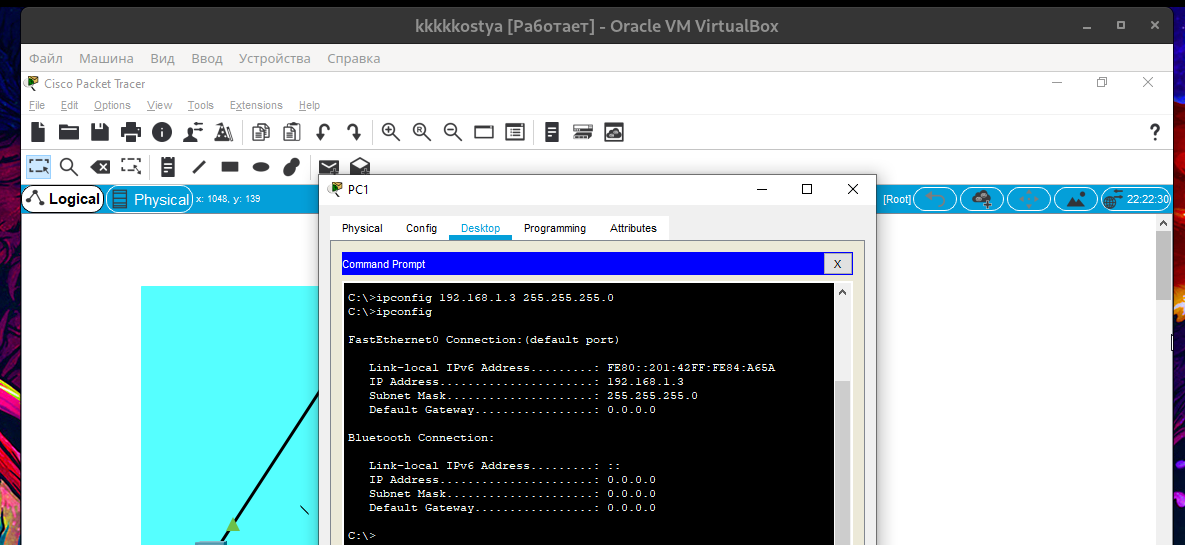 kkkkkostya [Работает] - Oracle VM VirtualBox
Файл Машина Вид Ввод Устройства Справка
Cisco Packet Tracer
File Edit Options View Tools Extensions Help
?
Logical Physical x: 1048, y: 139
[Root] 22:22:30
PC1
Physical Config Desktop Programming Attributes
Command Prompt X
C:\>ipconfig 192.168.1.3 255.255.255.0
C:\>ipconfig
FastEthernet0 Connection:(default port)
Link-local IPv6 Address.........: FE80::201:42FF:FE84:A65A
IP Address......................: 192.168.1.3
Subnet Mask.....................: 255.255.255.0
Default Gateway.................: 0.0.0.0
Bluetooth Connection:
Link-local IPv6 Address.........: ::
IP Address......................: 0.0.0.0
Subnet Mask.....................: 0.0.0.0
Default Gateway.................: 0.0.0.0
C:\>